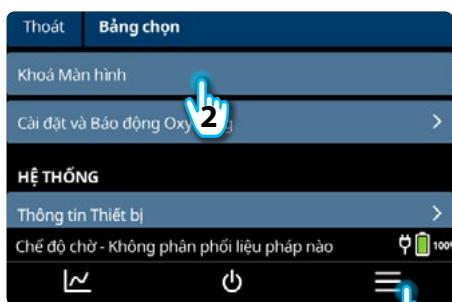 Thoát Bảng chọn
Khoá Màn hình
2
Cài đặt và Báo động Oxy
HỆ THỐNG
Thông tin Thiết bị
Chế độ chờ - Không phân phối liệu pháp nào 100%